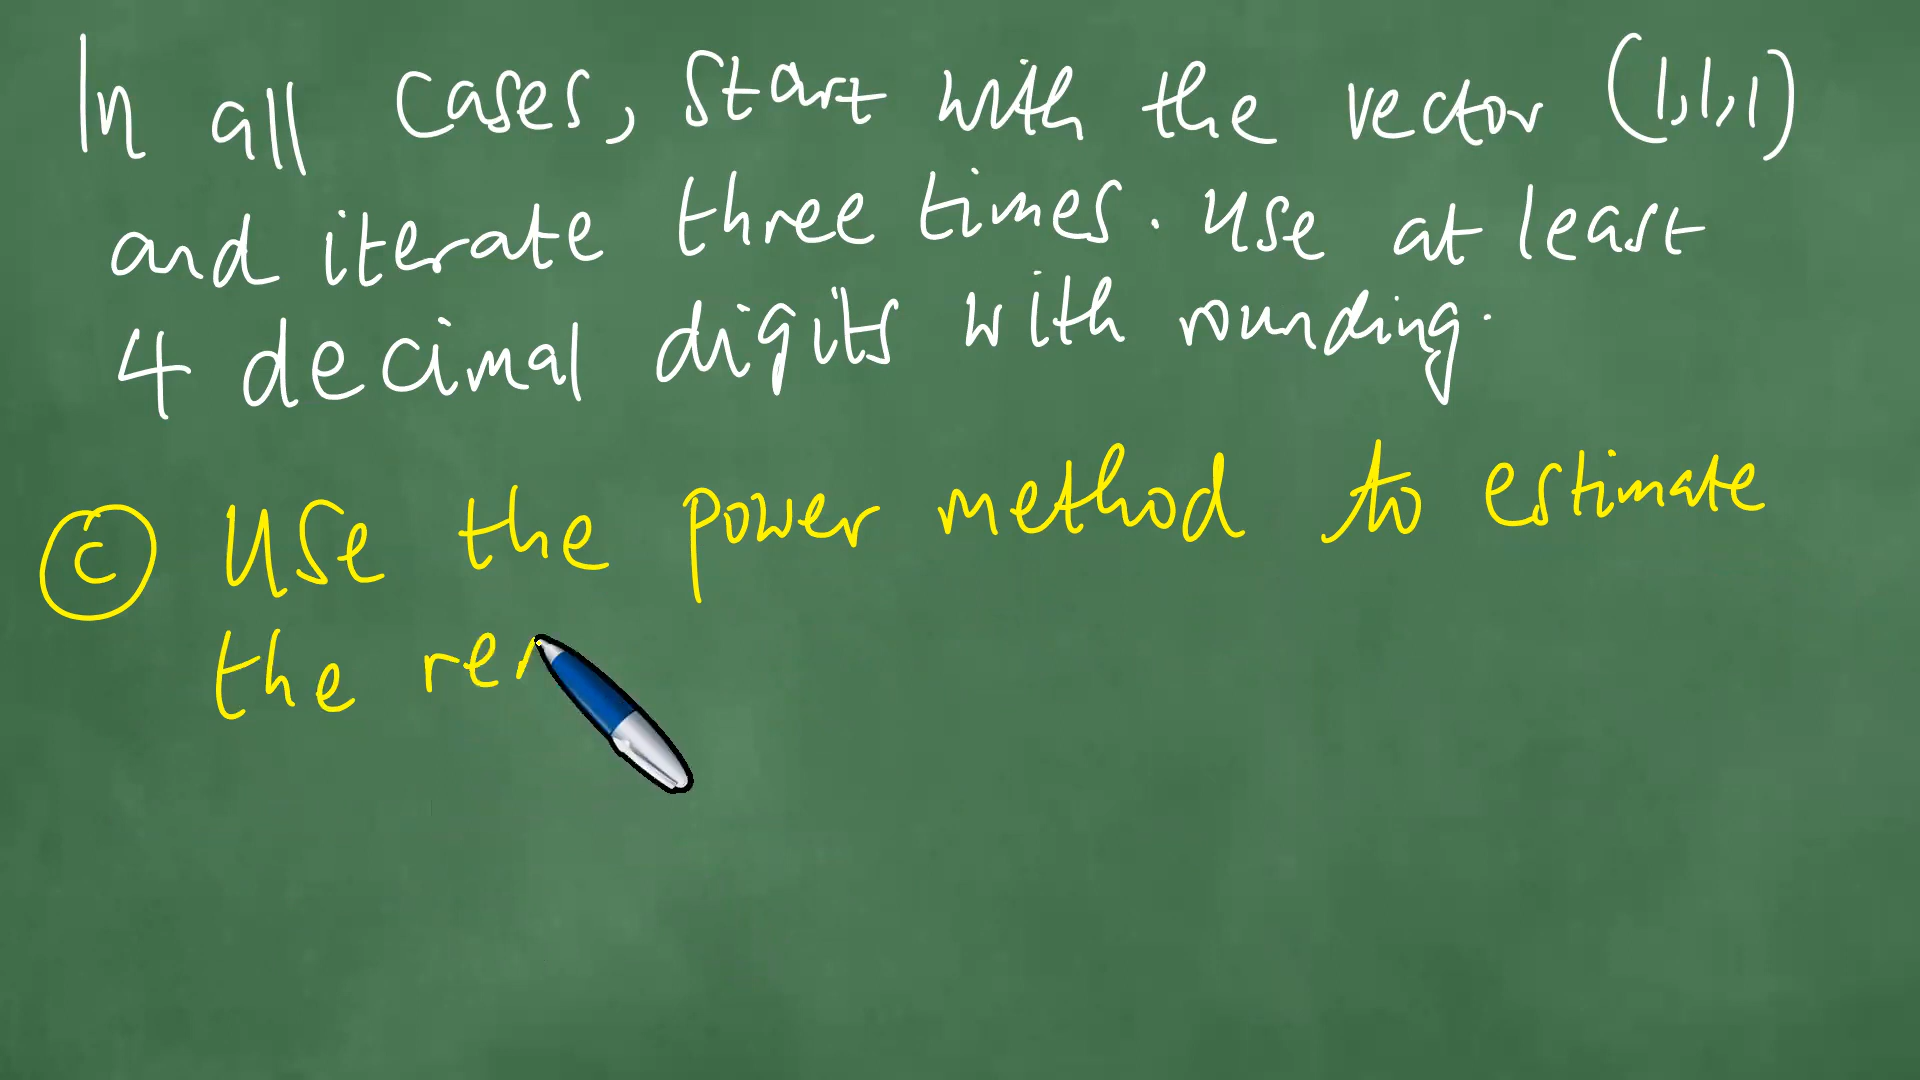 In all cases, start with the vector (1,1,1)
and iterate three times. Use at least
4 decimal digits with rounding.
(c) Use the power method to estimate
the